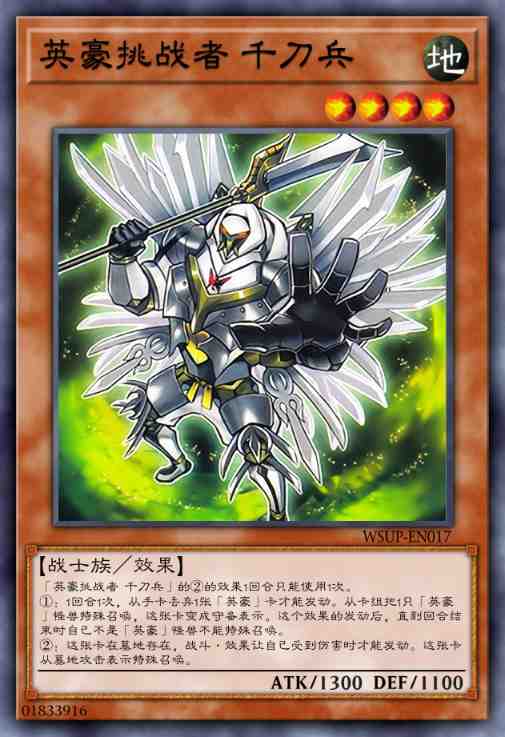 英豪挑战者 千刀兵
地
WSUP-EN017
【战士族／效果】
「英豪挑战者 千刀兵」的②的效果1回合只能使用1次。
①：1回合1次，从手卡丢弃1张「英豪」卡才能发动。从卡组把1只「英豪
」怪兽特殊召唤，这张卡变成守备表示。这个效果的发动后，直到回合结
束时自己不是「英豪」怪兽不能特殊召唤。
②：这张卡在墓地存在，战斗·效果让自己受到伤害时才能发动。这张卡
从墓地攻击表示特殊召唤。
ATK/1300 DEF/1100
01833916